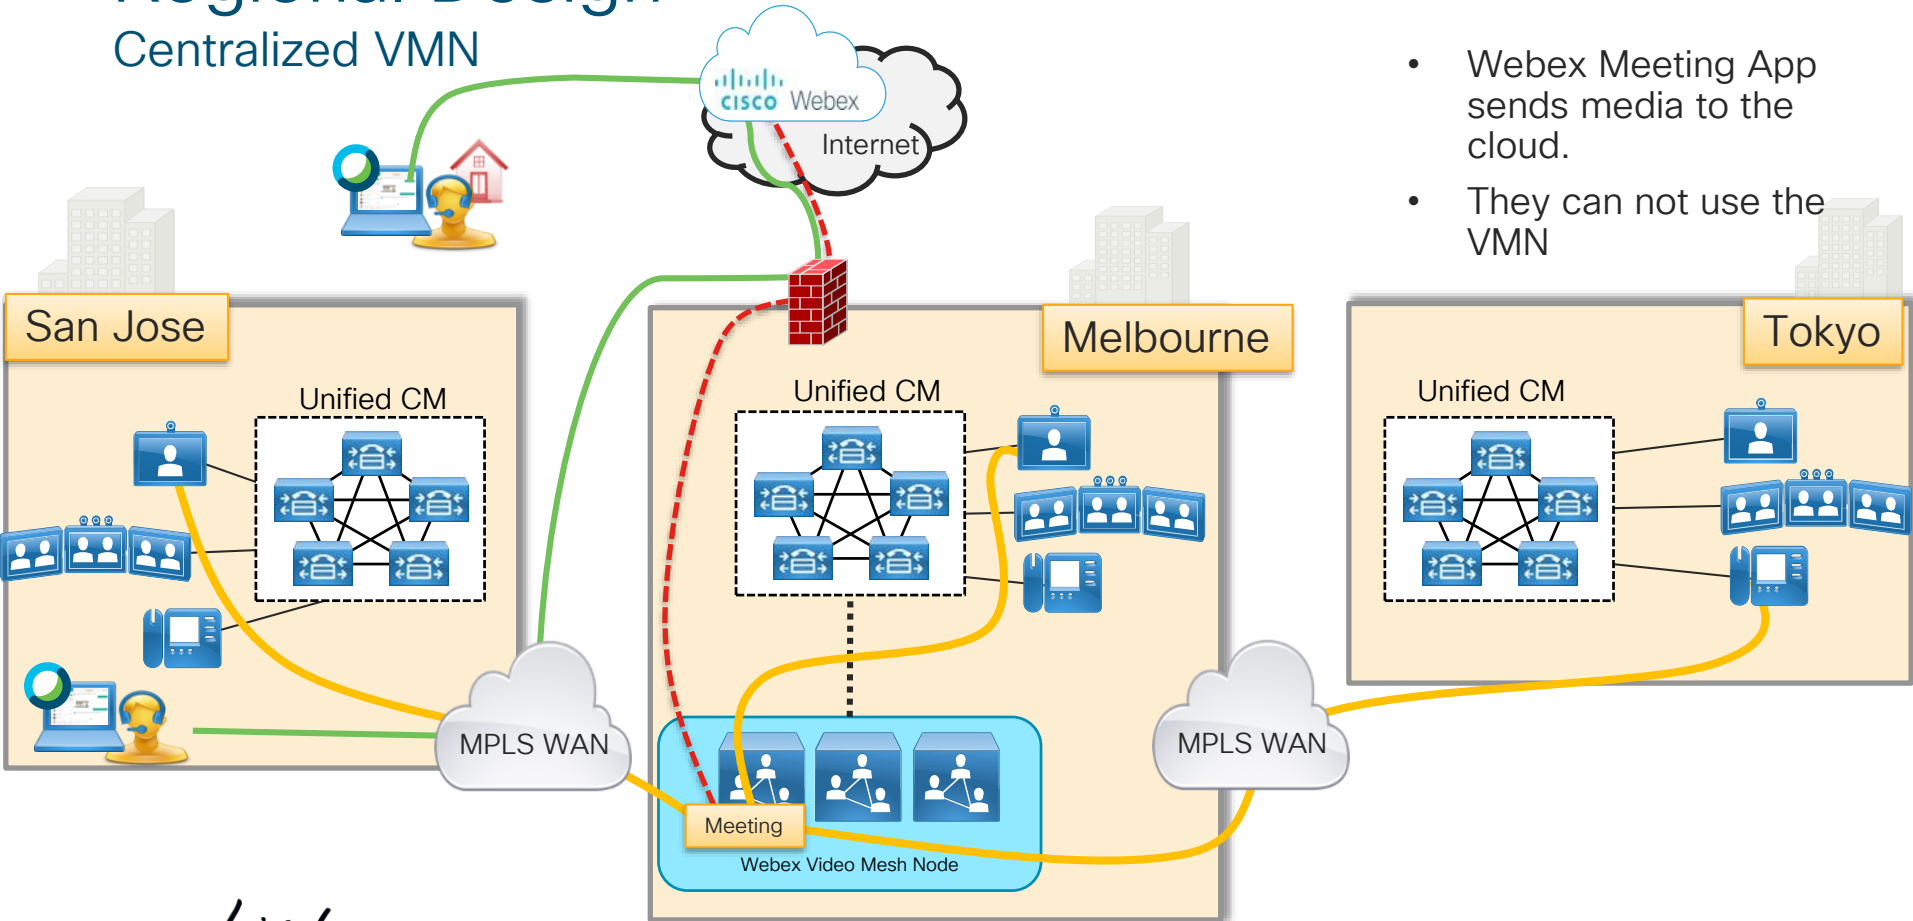 Regional Design
Centralized VMN
CISCO Webex
Internet
• Webex Meeting App
sends media to the
cloud.
• They can not use the
VMN
San Jose
Melbourne
Tokyo
Unified CM
Unified CM
Unified CM
MPLS WAN
MPLS WAN
Meeting
Webex Video Mesh Node